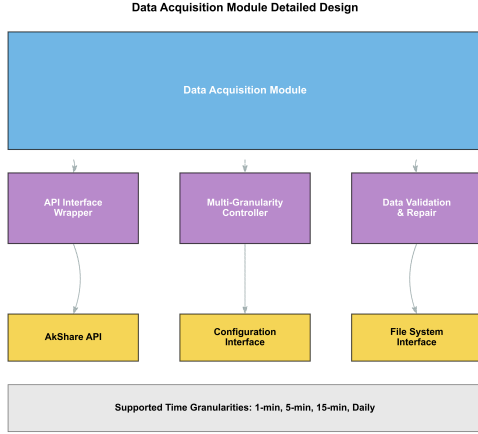 Data Acquisition Module Detailed Design
Data Acquisition Module
API Interface
Wrapper
Multi-Granularity
Controller
Data Validation
& Repair
AkShare API
Configuration
Interface
File System
Interface
Supported Time Granularities: 1-min, 5-min, 15-min, Daily